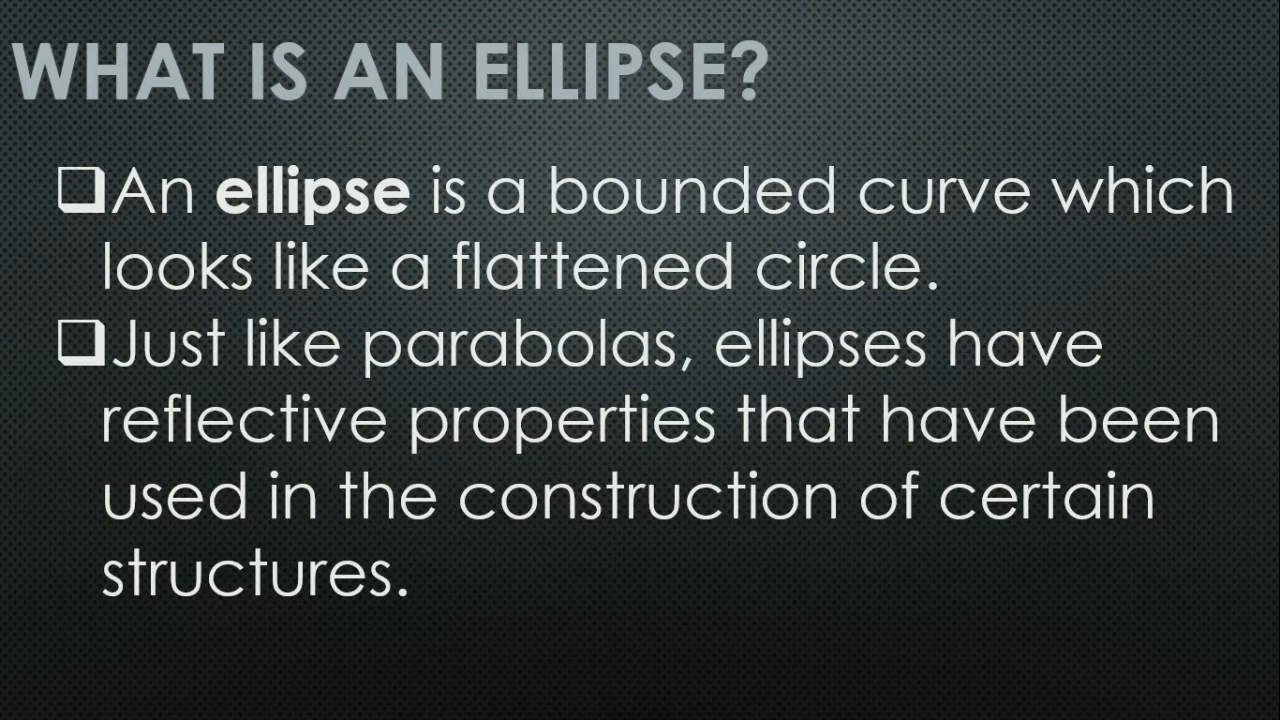 WHAT IS AN ELLIPSE?
❑An ellipse is a bounded curve which
looks like a flattened circle.
❑Just like parabolas, ellipses have
reflective properties that have been
used in the construction of certain
structures.